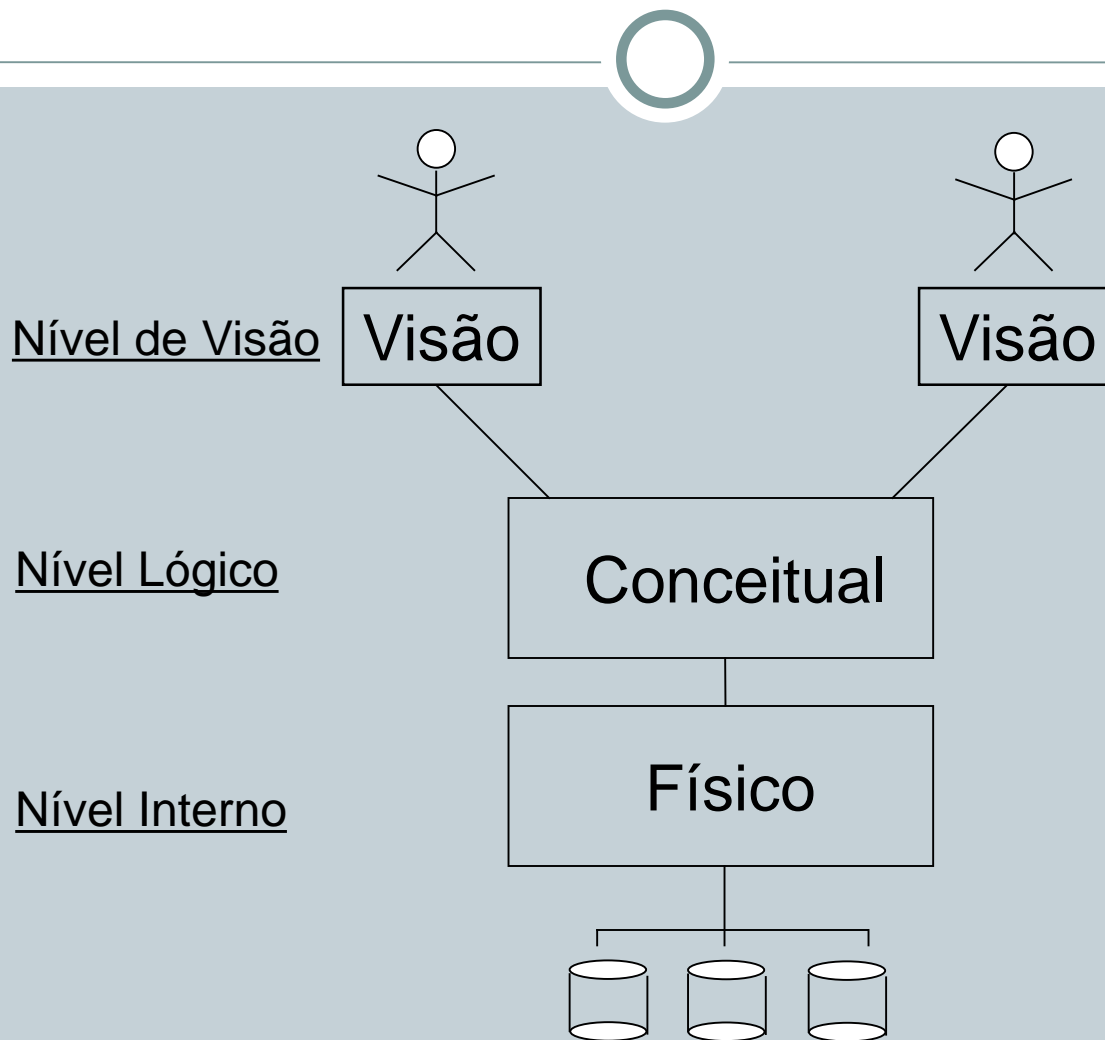 Nível de Visão
Visão
Visão
Nível Lógico
Conceitual
Nível Interno
Físico